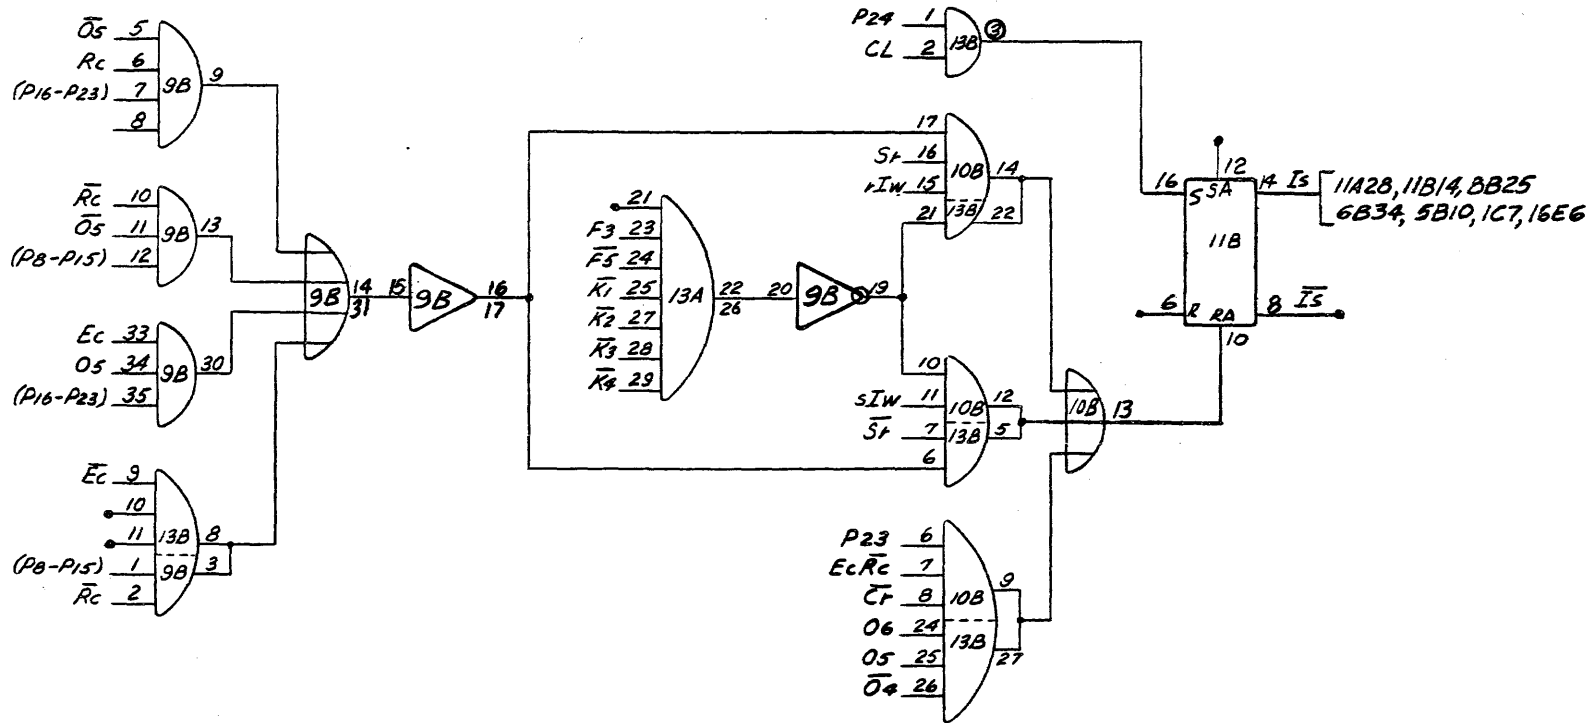 O̅5̅ 5
Rc 6
(P16-P23) 7
8
9B
9
R̅c̅ 10
O̅5̅ 11
(P8-P15) 12
9B
13
Ec 33
O5 34
(P16-P23) 35
9B
30
E̅c̅ 9
10
11
(P8-P15) 1
R̅c̅ 2
13B
9B
8
3
9B
14
31
15
9B
16
17
21
F3 23
F̅5̅ 24
K̅1̅ 25
K̅2̅ 27
K̅3̅ 28
K̅4̅ 29
13A
22
26
20
9B
19
P24 1
CL 2
13B
3
17
Sr 16
rIw 15
21
10B
13B
14
22
10
sIw 11
S̅r̅ 7
6
10B
13B
12
5
10B
13
P23 6
EcR̅c̅ 7
C̅r̅ 8
O6 24
O5 25
O̅4̅ 26
10B
13B
9
27
12
16 S SA 14 Is
11A28, 11B14, 8B25
6B34, 5B10, 1C7, 16E6
11B
6 R RA 8 I̅s̅
10